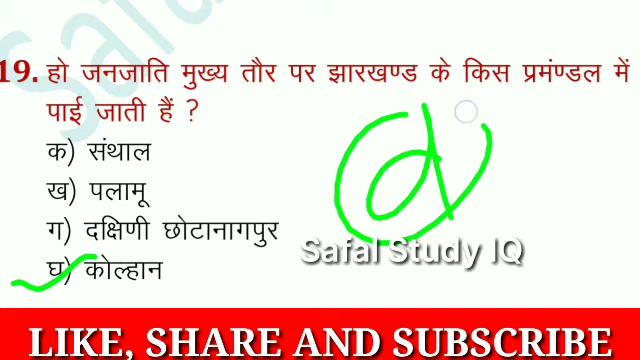 19. हो जनजाति मुख्य तौर पर झारखण्ड के किस प्रमंण्डल में
पाई जाती हैं ?
क) संथाल
ख) पलामू
ग) दक्षिणी छोटानागपुर
घ) कोल्हान
Safal Study IQ
LIKE, SHARE AND SUBSCRIBE